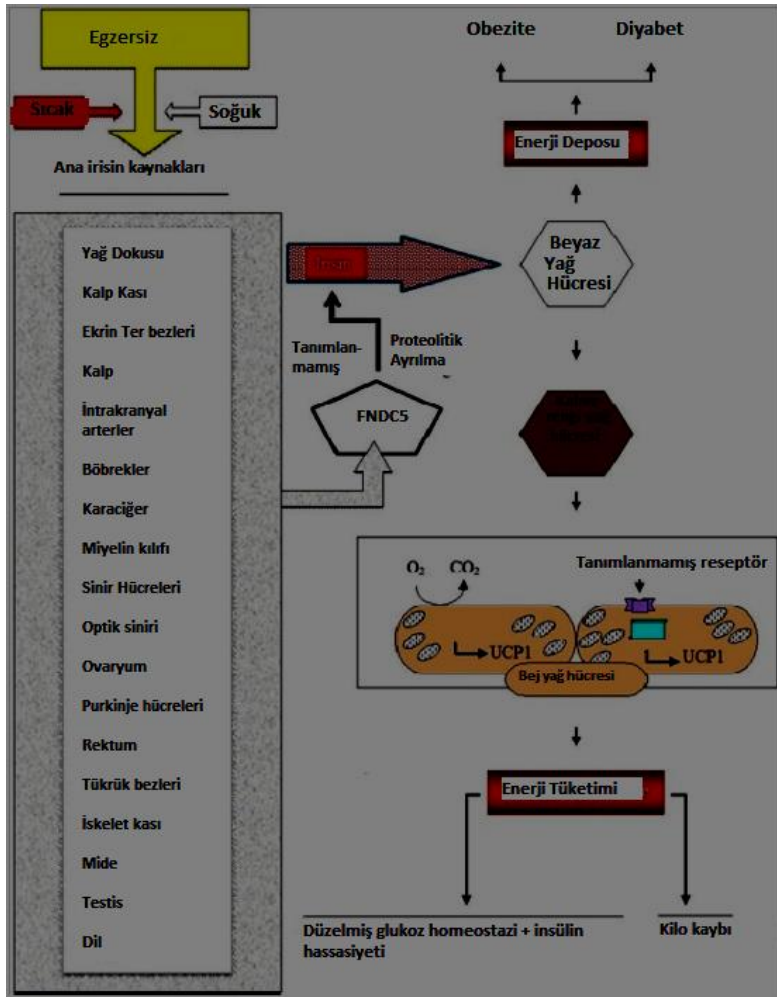 Egzersiz
Sıcak
Soğuk
Ana irisin kaynakları
Yağ Dokusu
Kalp Kası
Ekrin Ter bezleri
Kalp
İntrakranyal
arterler
Böbrekler
Karaciğer
Miyelin kılıfı
Sinir Hücreleri
Optik siniri
Ovaryum
Purkinje hücreleri
Rektum
Tükrük bezleri
İskelet kası
Mide
Testis
Dil
Tanımlan-
mamış
Proteolitik
Ayrılma
FNDC5
Obezite
Diyabet
Enerji Deposu
Beyaz
Yağ
Hücresi
O₂
CO₂
Tanımlanmamış reseptör
UCP1
UCP1
Bej yağ hücresi
Enerji Tüketimi
Düzelmiş glukoz homeostazi + insülin
hassasiyeti
Kilo kaybı